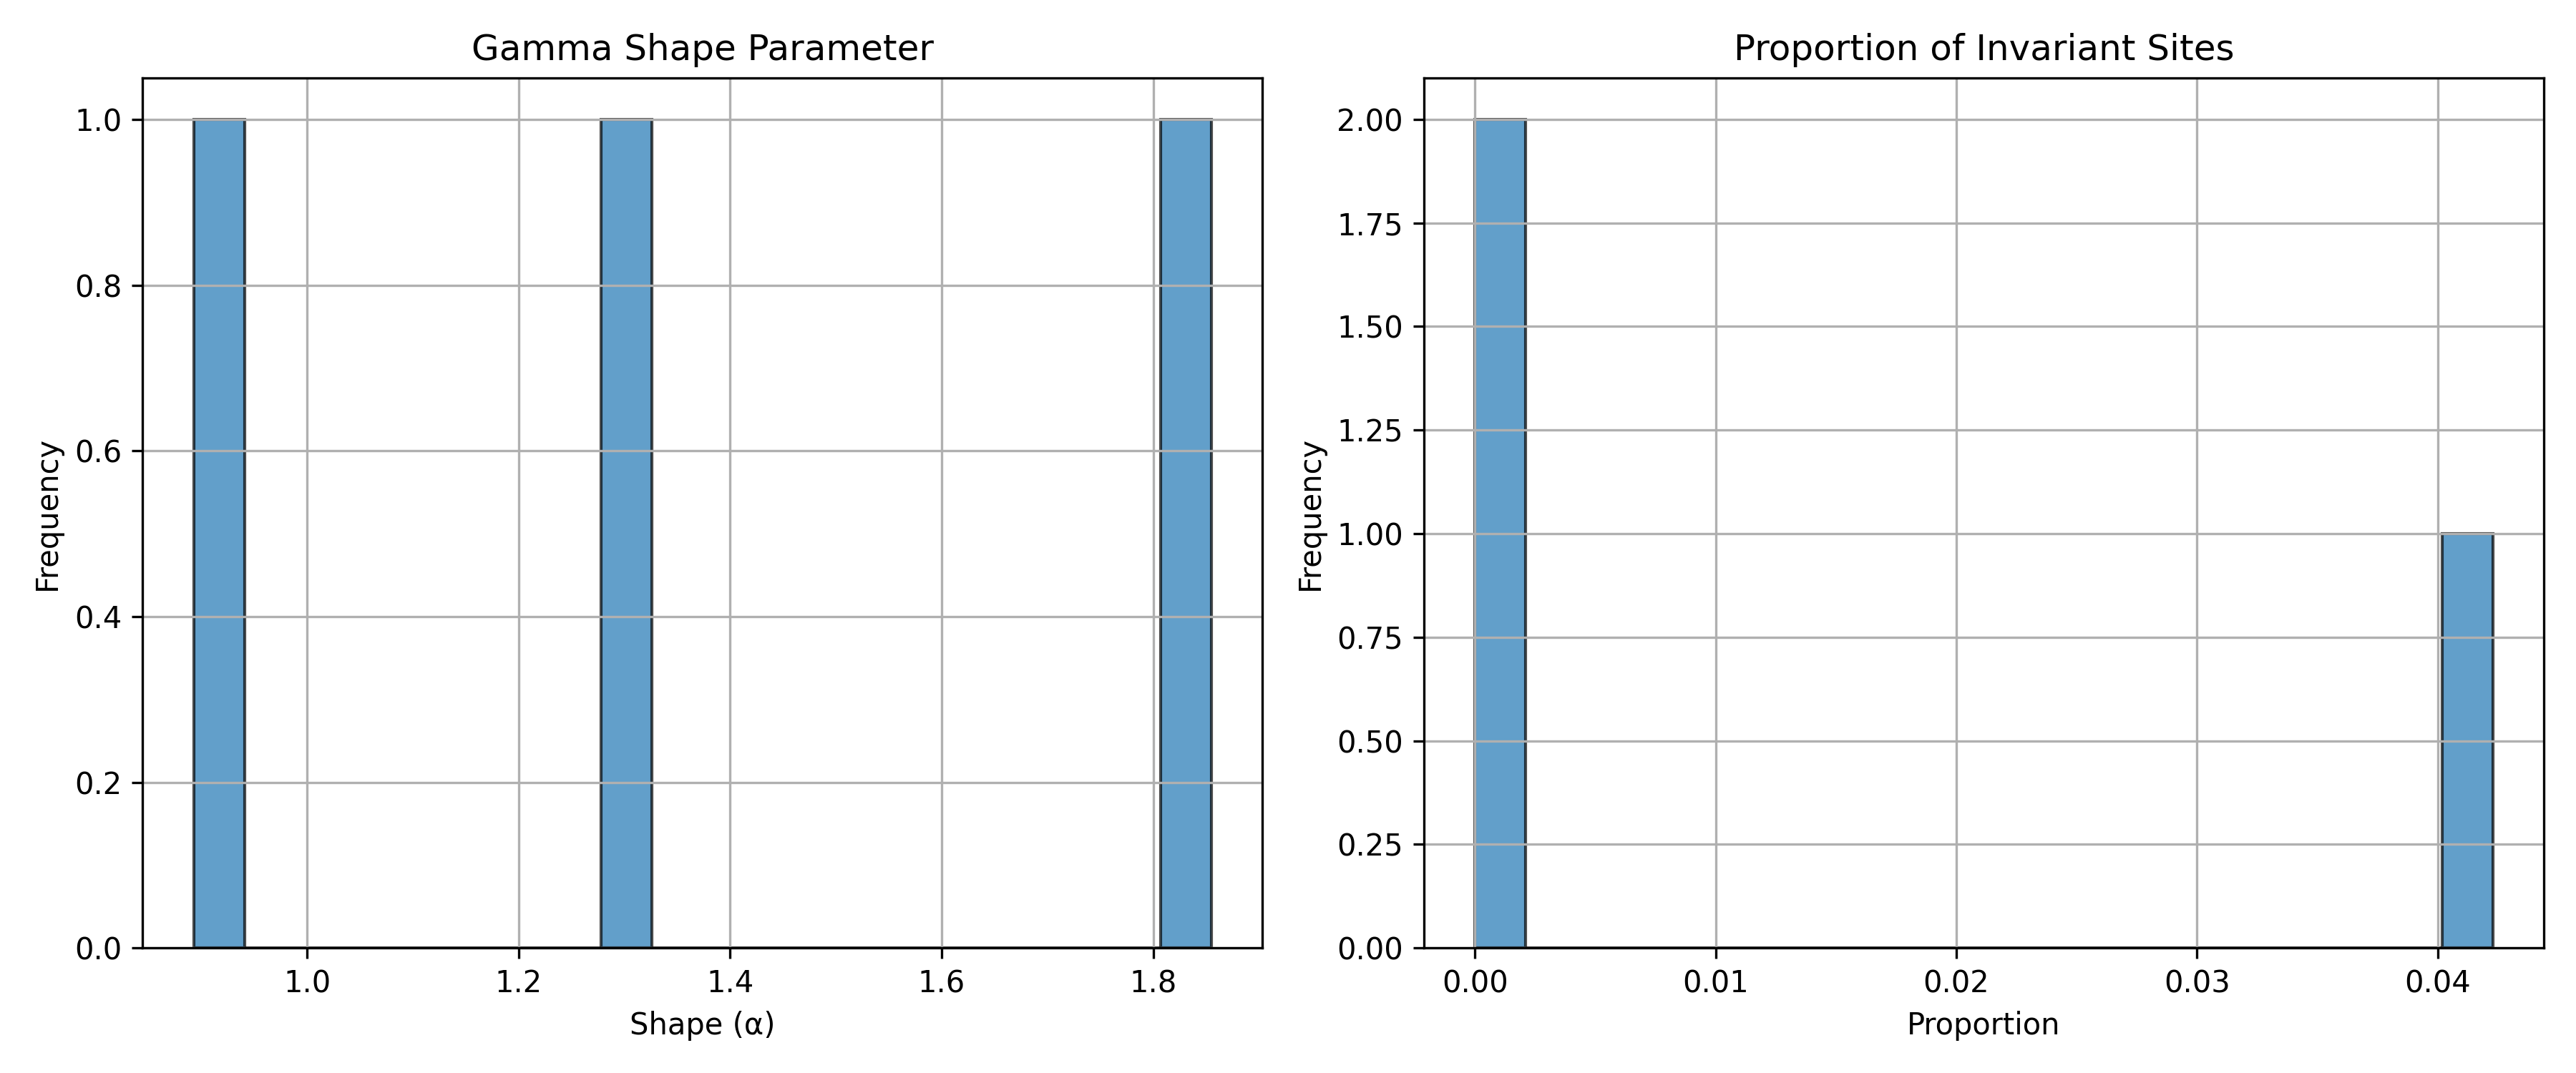 Gamma Shape Parameter
Frequency
1.0
0.8
0.6
0.4
0.2
0.0
1.0 1.2 1.4 1.6 1.8
Shape (α)
Proportion of Invariant Sites
Frequency
2.00
1.75
1.50
1.25
1.00
0.75
0.50
0.25
0.00
0.00 0.01 0.02 0.03 0.04
Proportion